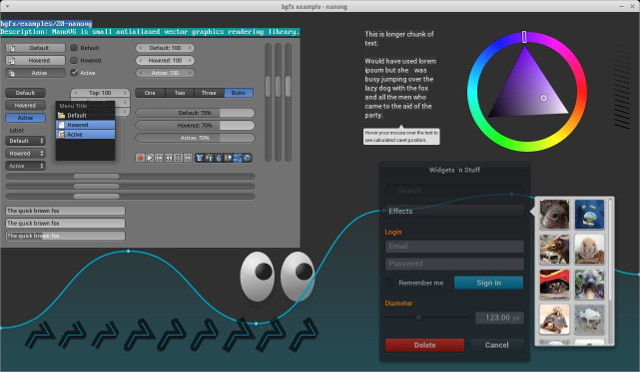 bgfx example - nanovg
bgfx/examples/20-nanovg
Description: NanoVG is small antialiased vector graphics rendering library.
Default
Default
Default: 100
Hovered
Hovered
Hovered: 100
Active
Active
Active: 100
Default
Top: 100
One
Two
Three
Butts
Hovered
Menu Title
Active
Default
Default: 70%
Label:
Hovered
Hovered: 70%
Default
Active
Active: 70%
Hovered
Active
The quick brown fox
The quick brown fox
The quick brown fox
This is longer chunk of
text.
Would have used lorem
ipsum but she was
busy jumping over the
lazy dog with the fox
and all the men who
came to the aid of the
party.
Hover your mouse over the text to
see calculated caret position.
Widgets `n Stuff
Search
Effects
Login
Email
Password
Remember me
Sign in
Diameter
123.00 px
Delete
Cancel